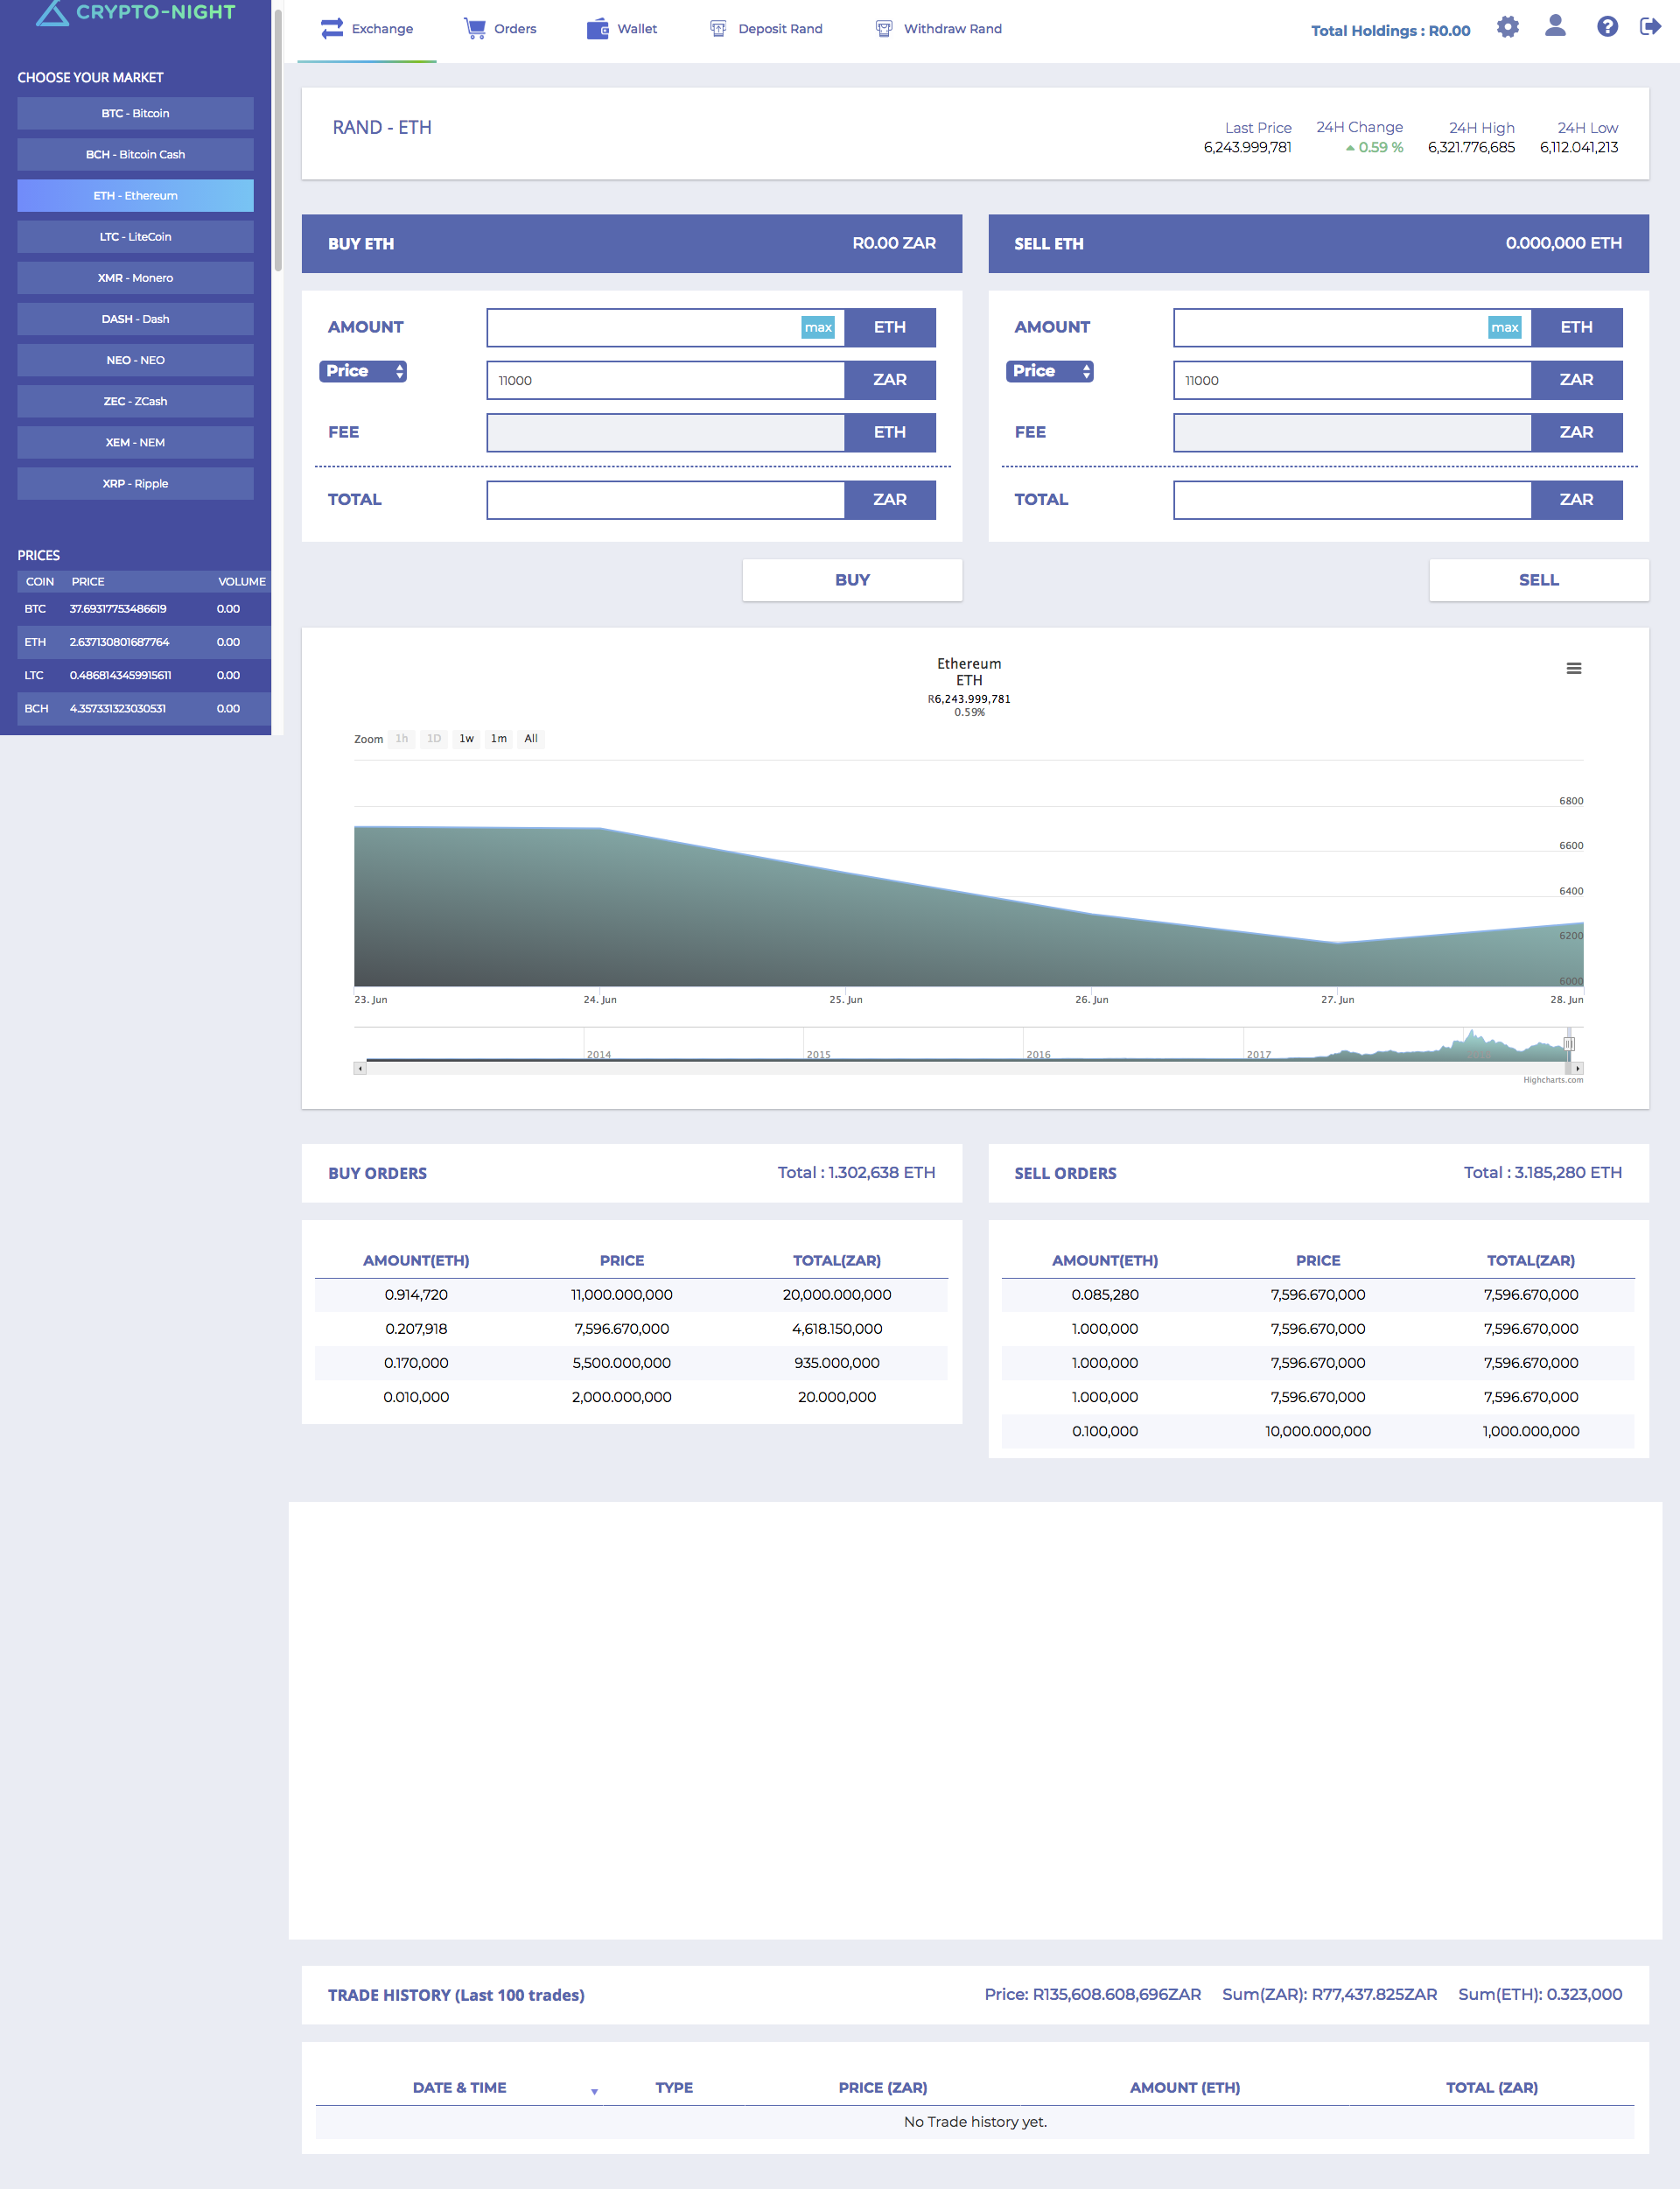 CRYPTO-NIGHT
Exchange Orders Wallet Deposit Rand Withdraw Rand Total Holdings : R0.00
CHOOSE YOUR MARKET
BTC - Bitcoin
BCH - Bitcoin Cash
ETH - Ethereum
LTC - LiteCoin
XMR - Monero
DASH - Dash
NEO - NEO
ZEC - ZCash
XEM - NEM
XRP - Ripple
PRICES
COIN PRICE VOLUME
BTC 37.69317753486619 0.00
ETH 2.637130801687764 0.00
LTC 0.4868143459915611 0.00
BCH 4.357331323030531 0.00
RAND - ETH
Last Price 24H Change 24H High 24H Low
6,243.999,781 0.59 % 6,321.776,685 6,112.041,213
BUY ETH R0.00 ZAR
AMOUNT max ETH
Price 11000 ZAR
FEE ETH
TOTAL ZAR
BUY
SELL ETH 0.000,000 ETH
AMOUNT max ETH
Price 11000 ZAR
FEE ZAR
TOTAL ZAR
SELL
Ethereum
ETH
R6,243.999,781
0.59%
Zoom 1h 1D 1w 1m All
6800
6600
6400
6200
6000
23. Jun 24. Jun 25. Jun 26. Jun 27. Jun 28. Jun
2014 2015 2016 2017
Highcharts.com
BUY ORDERS Total : 1.302,638 ETH
AMOUNT(ETH) PRICE TOTAL(ZAR)
0.914,720 11,000.000,000 20,000.000,000
0.207,918 7,596.670,000 4,618.150,000
0.170,000 5,500.000,000 935.000,000
0.010,000 2,000.000,000 20.000,000
SELL ORDERS Total : 3.185,280 ETH
AMOUNT(ETH) PRICE TOTAL(ZAR)
0.085,280 7,596.670,000 7,596.670,000
1.000,000 7,596.670,000 7,596.670,000
1.000,000 7,596.670,000 7,596.670,000
1.000,000 7,596.670,000 7,596.670,000
0.100,000 10,000.000,000 1,000.000,000
TRADE HISTORY (Last 100 trades) Price: R135,608.608,696ZAR Sum(ZAR): R77,437.825ZAR Sum(ETH): 0.323,000
DATE & TIME TYPE PRICE (ZAR) AMOUNT (ETH) TOTAL (ZAR)
No Trade history yet.